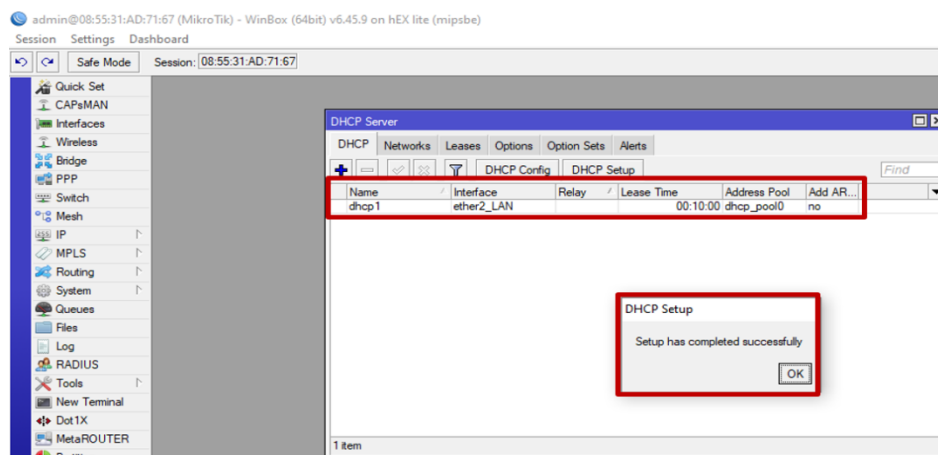 admin@08:55:31:AD:71:67 (MikroTik) - WinBox (64bit) v6.45.9 on hEX lite (mipsbe)
Session Settings Dashboard
Safe Mode Session: 08:55:31:AD:71:67
Quick Set
CAPsMAN
Interfaces
Wireless
Bridge
PPP
Switch
Mesh
IP
MPLS
Routing
System
Queues
Files
Log
RADIUS
Tools
New Terminal
Dot1X
MetaROUTER
DHCP Server
DHCP Networks Leases Options Option Sets Alerts
DHCP Config DHCP Setup Find
Name Interface Relay Lease Time Address Pool Add AR...
dhcp1 ether2_LAN 00:10:00 dhcp_pool0 no
DHCP Setup
Setup has completed successfully
OK
1 item